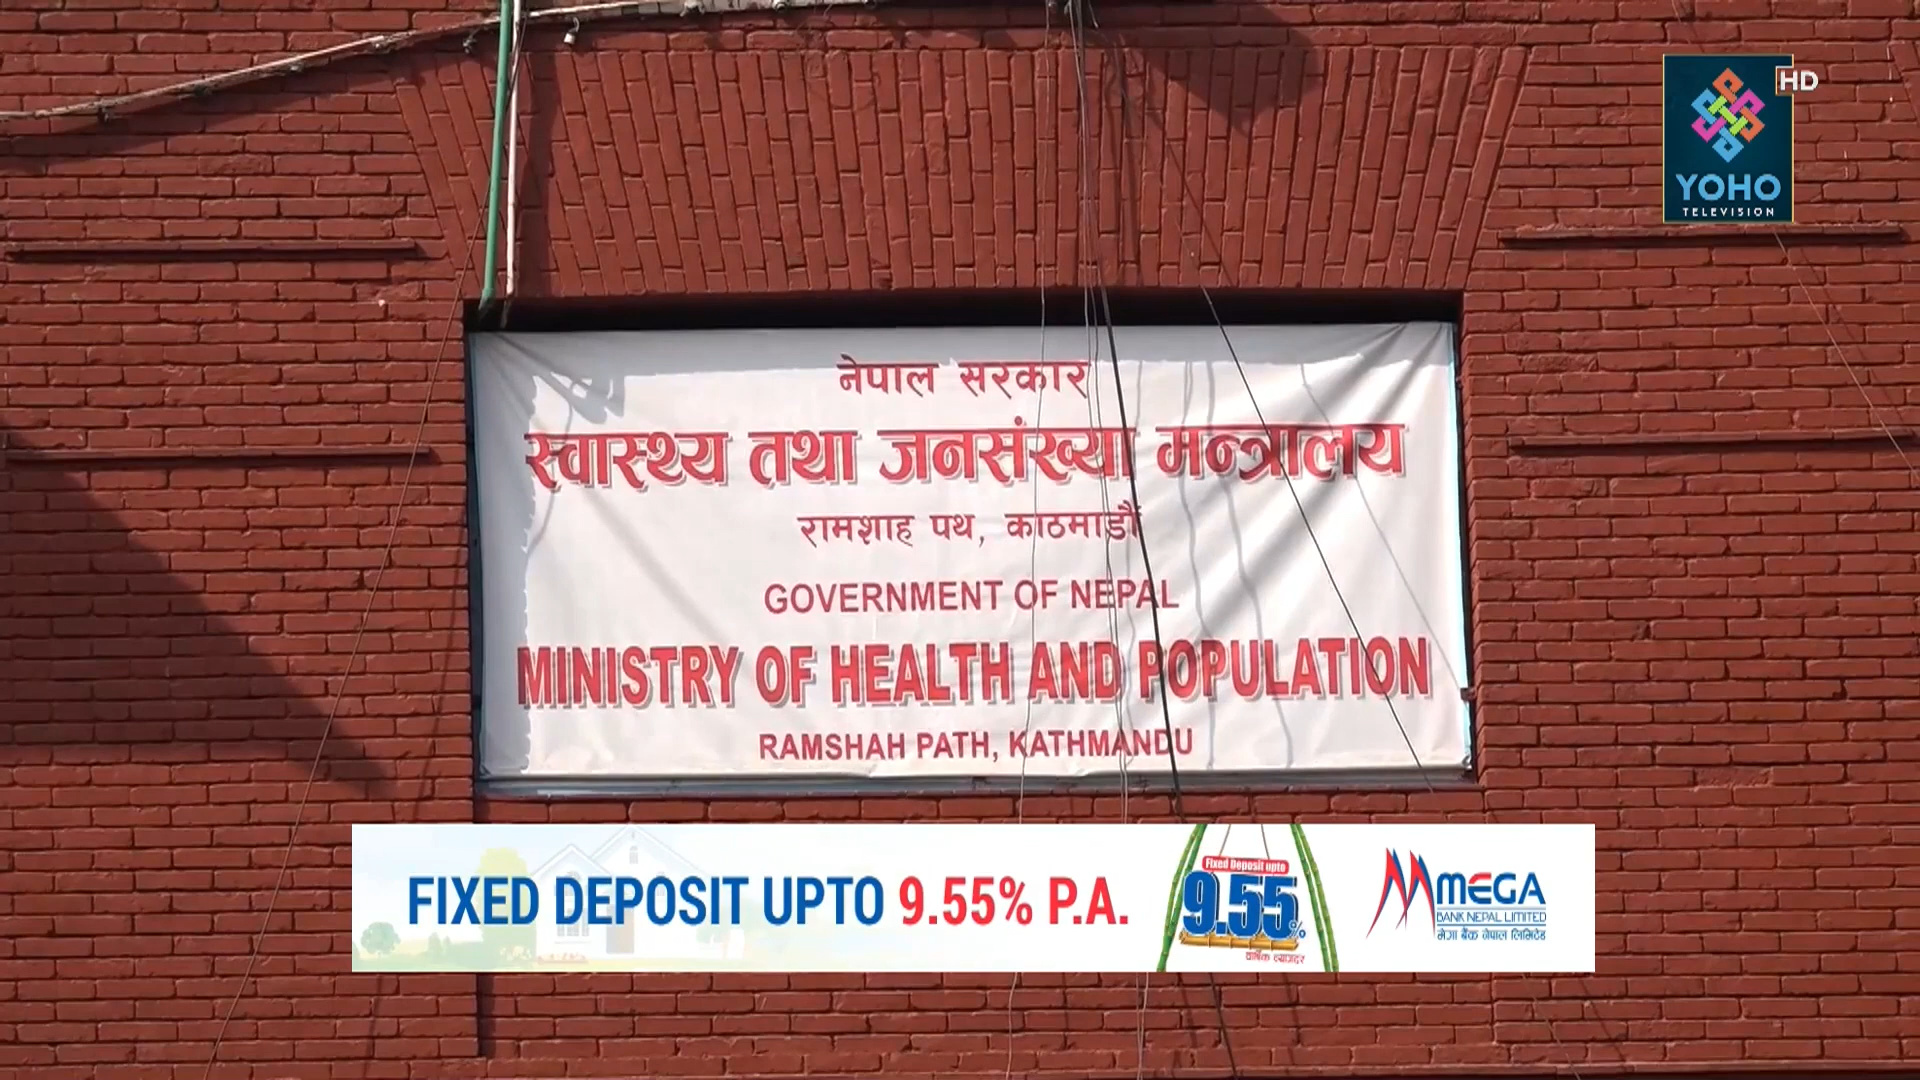 HD
YOHO
TELEVISION
नेपाल सरकार
स्वास्थ्य तथा जनसंख्या मन्त्रालय
रामशाह पथ, काठमाडौं
GOVERNMENT OF NEPAL
MINISTRY OF HEALTH AND POPULATION
RAMSHAH PATH, KATHMANDU
FIXED DEPOSIT UPTO 9.55% P.A.
Fixed Deposit upto
9.55%
वार्षिक ब्याजदर
MEGA
BANK NEPAL LIMITED
मेगा बैंक नेपाल लिमिटेड